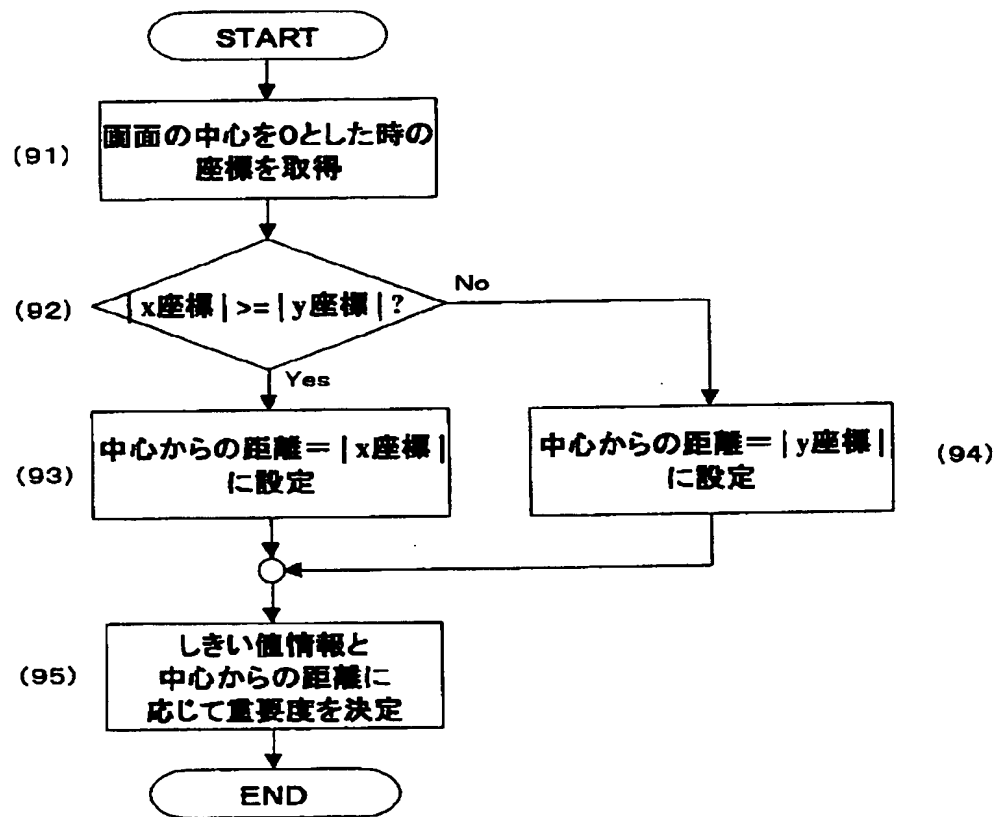 START
(91)
画面の中心を0とした時の
座標を取得
(92)
|x座標|>=|y座標|?
No
Yes
(93)
中心からの距離=|x座標|
に設定
中心からの距離=|y座標|
に設定
(94)
(95)
しきい値情報と
中心からの距離に
応じて重要度を決定
END